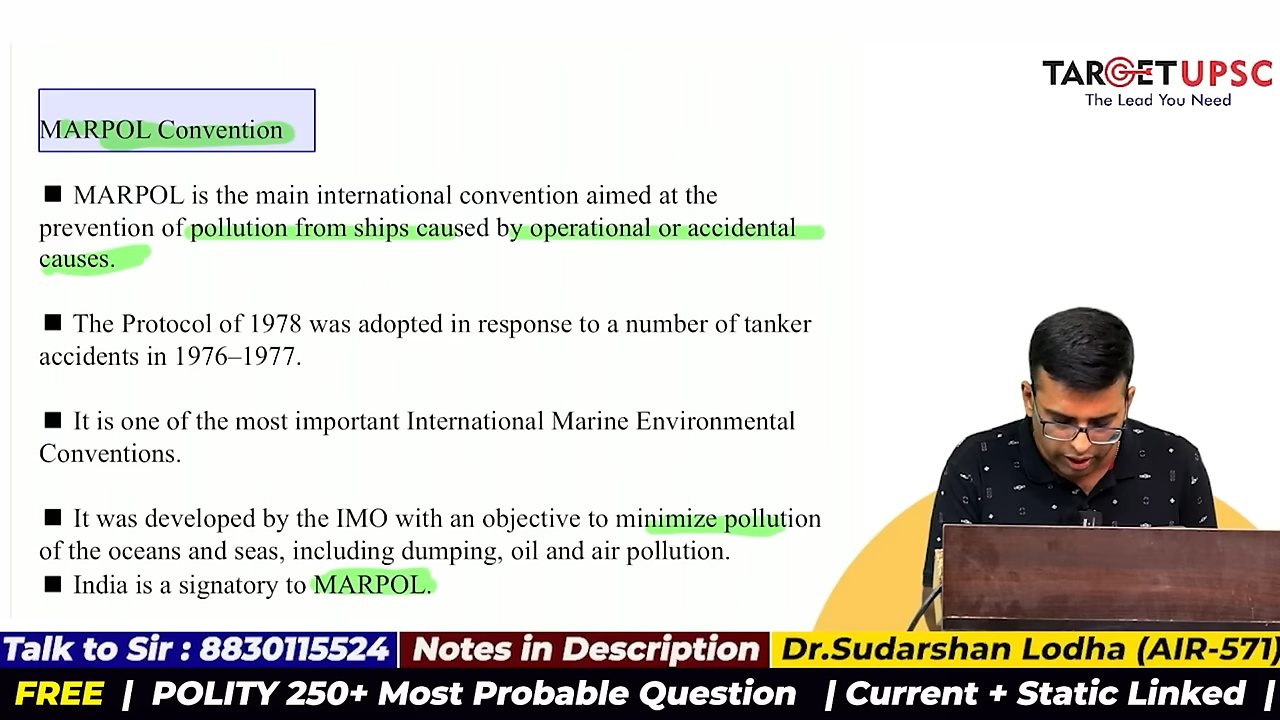 TARGETUPSC
The Lead You Need
MARPOL Convention
■ MARPOL is the main international convention aimed at the
prevention of pollution from ships caused by operational or accidental
causes.
■ The Protocol of 1978 was adopted in response to a number of tanker
accidents in 1976–1977.
■ It is one of the most important International Marine Environmental
Conventions.
■ It was developed by the IMO with an objective to minimize pollution
of the oceans and seas, including dumping, oil and air pollution.
■ India is a signatory to MARPOL.
Talk to Sir : 8830115524 Notes in Description Dr.Sudarshan Lodha (AIR-571)
FREE | POLITY 250+ Most Probable Question | Current + Static Linked |